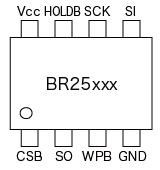 Vcc HOLDB SCK SI
BR25xxx
CSB SO WPB GND